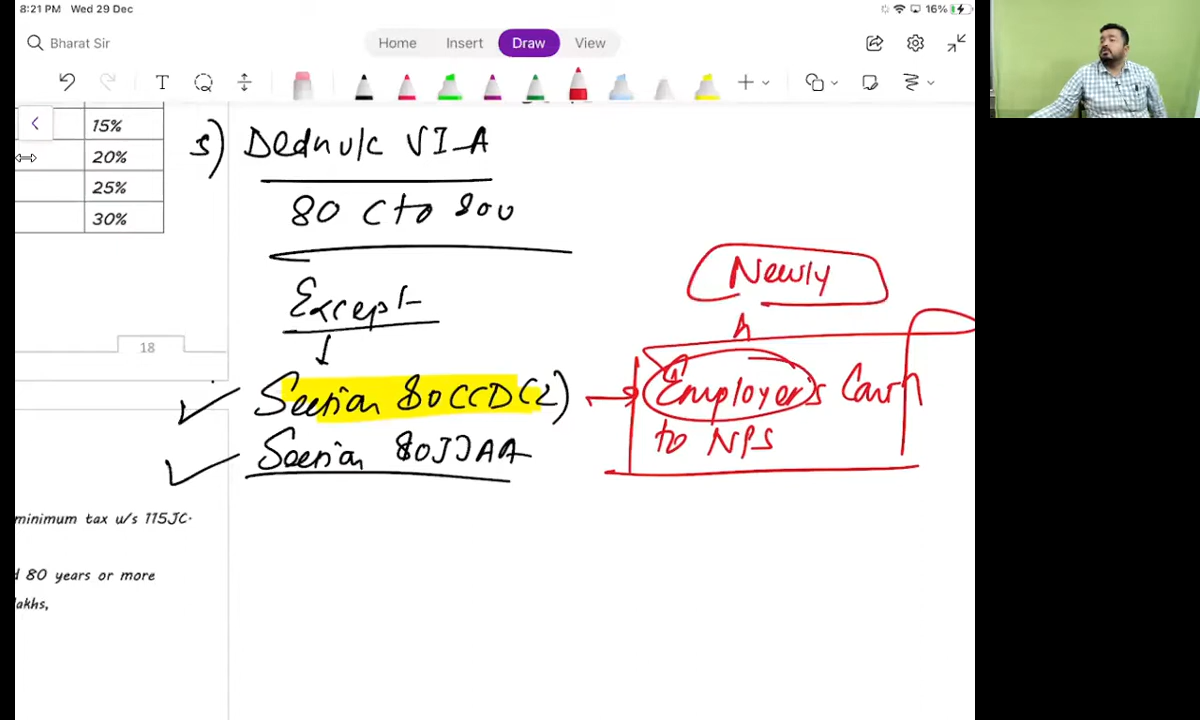 8:21 PM Wed 29 Dec
16%
Bharat Sir
Home Insert Draw View
15%
20%
25%
30%
5) Dedn u/c VI-A
80 C to 80U
Except
Newly
Section 80CCD(2)
Employer's
to NPS
Section 80JJAA
18
minimum tax u/s 115JC.
d 80 years or more
lakhs,